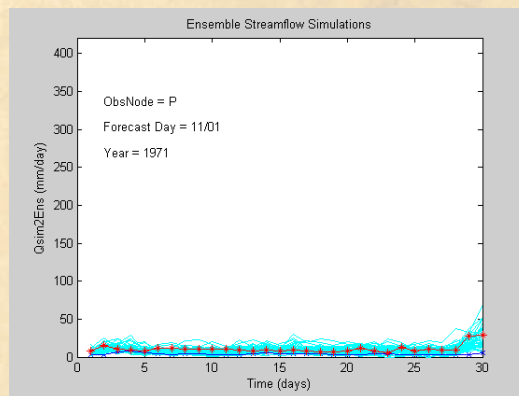 Ensemble Streamflow Simulations
400
350
300
250
200
150
100
50
0
Qsim2Ens (mm/day)
ObsNode = P
Forecast Day = 11/01
Year = 1971
0 5 10 15 20 25 30
Time (days)